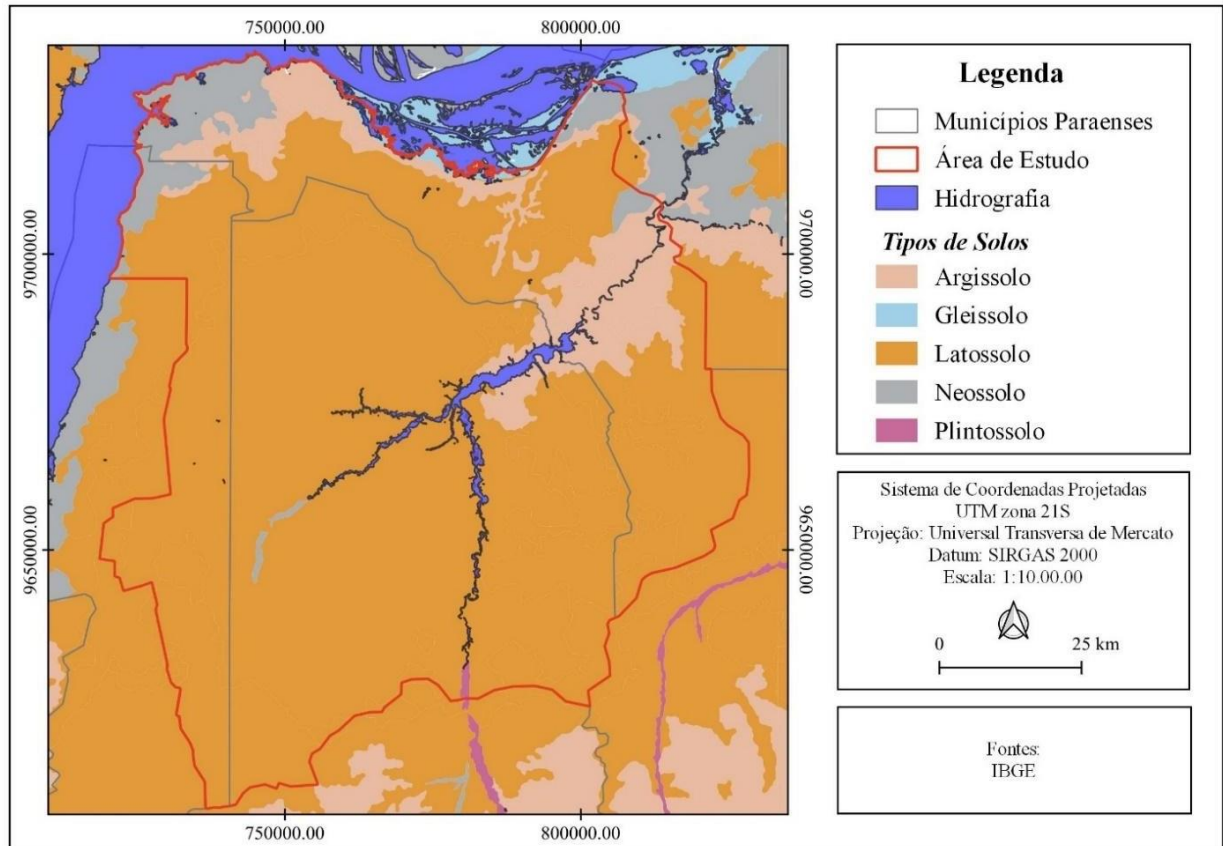 750000.00
800000.00
9700000.00
9650000.00
9700000.00
9650000.00
750000.00
800000.00
Legenda
Municípios Paraenses
Área de Estudo
Hidrografia
Tipos de Solos
Argissolo
Gleissolo
Latossolo
Neossolo
Plintossolo
Sistema de Coordenadas Projetadas
UTM zona 21S
Projeção: Universal Transversa de Mercato
Datum: SIRGAS 2000
Escala: 1:10.00.00
0
25 km
Fontes:
IBGE